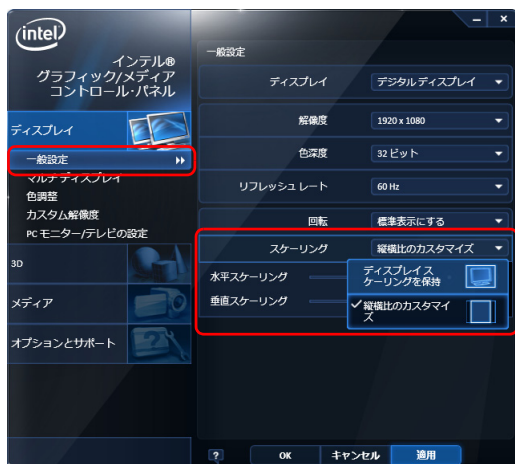 intel
インテル®
グラフィック/メディア
コントロール・パネル
ディスプレイ
一般設定
マルチディスプレイ
色調整
カスタム解像度
PC モニター/テレビの設定
3D
メディア
オプションとサポート
一般設定
ディスプレイ デジタルディスプレイ
解像度 1920 x 1080
色深度 32 ビット
リフレッシュ レート 60 Hz
回転 標準表示にする
スケーリング 縦横比のカスタマイズ
水平スケーリング
垂直スケーリング
ディスプレイス
ケーリングを保持
縦横比のカスタマイ
ズ
? OK キャンセル 適用